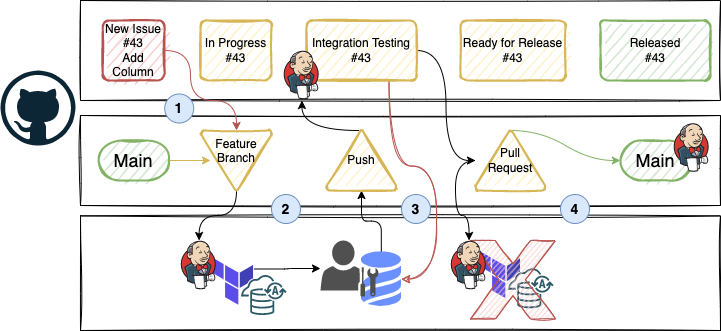 New Issue
#43
Add
Column
In Progress
#43
Integration Testing
#43
Ready for Release
#43
Released
#43
1
Main
Feature
Branch
Push
Pull
Request
Main
2
3
4
A
A